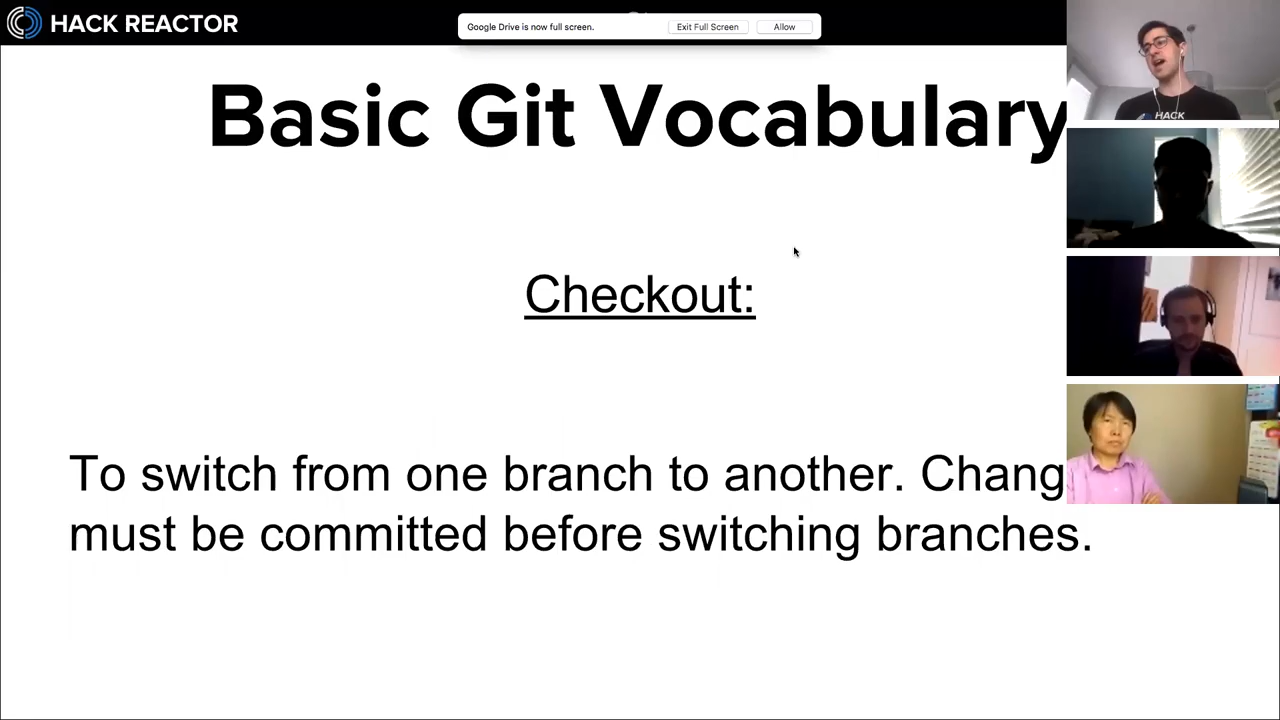 HACK REACTOR
Google Drive is now full screen. Exit Full Screen Allow
HACK
Basic Git Vocabulary
Checkout:
To switch from one branch to another. Chang
must be committed before switching branches.